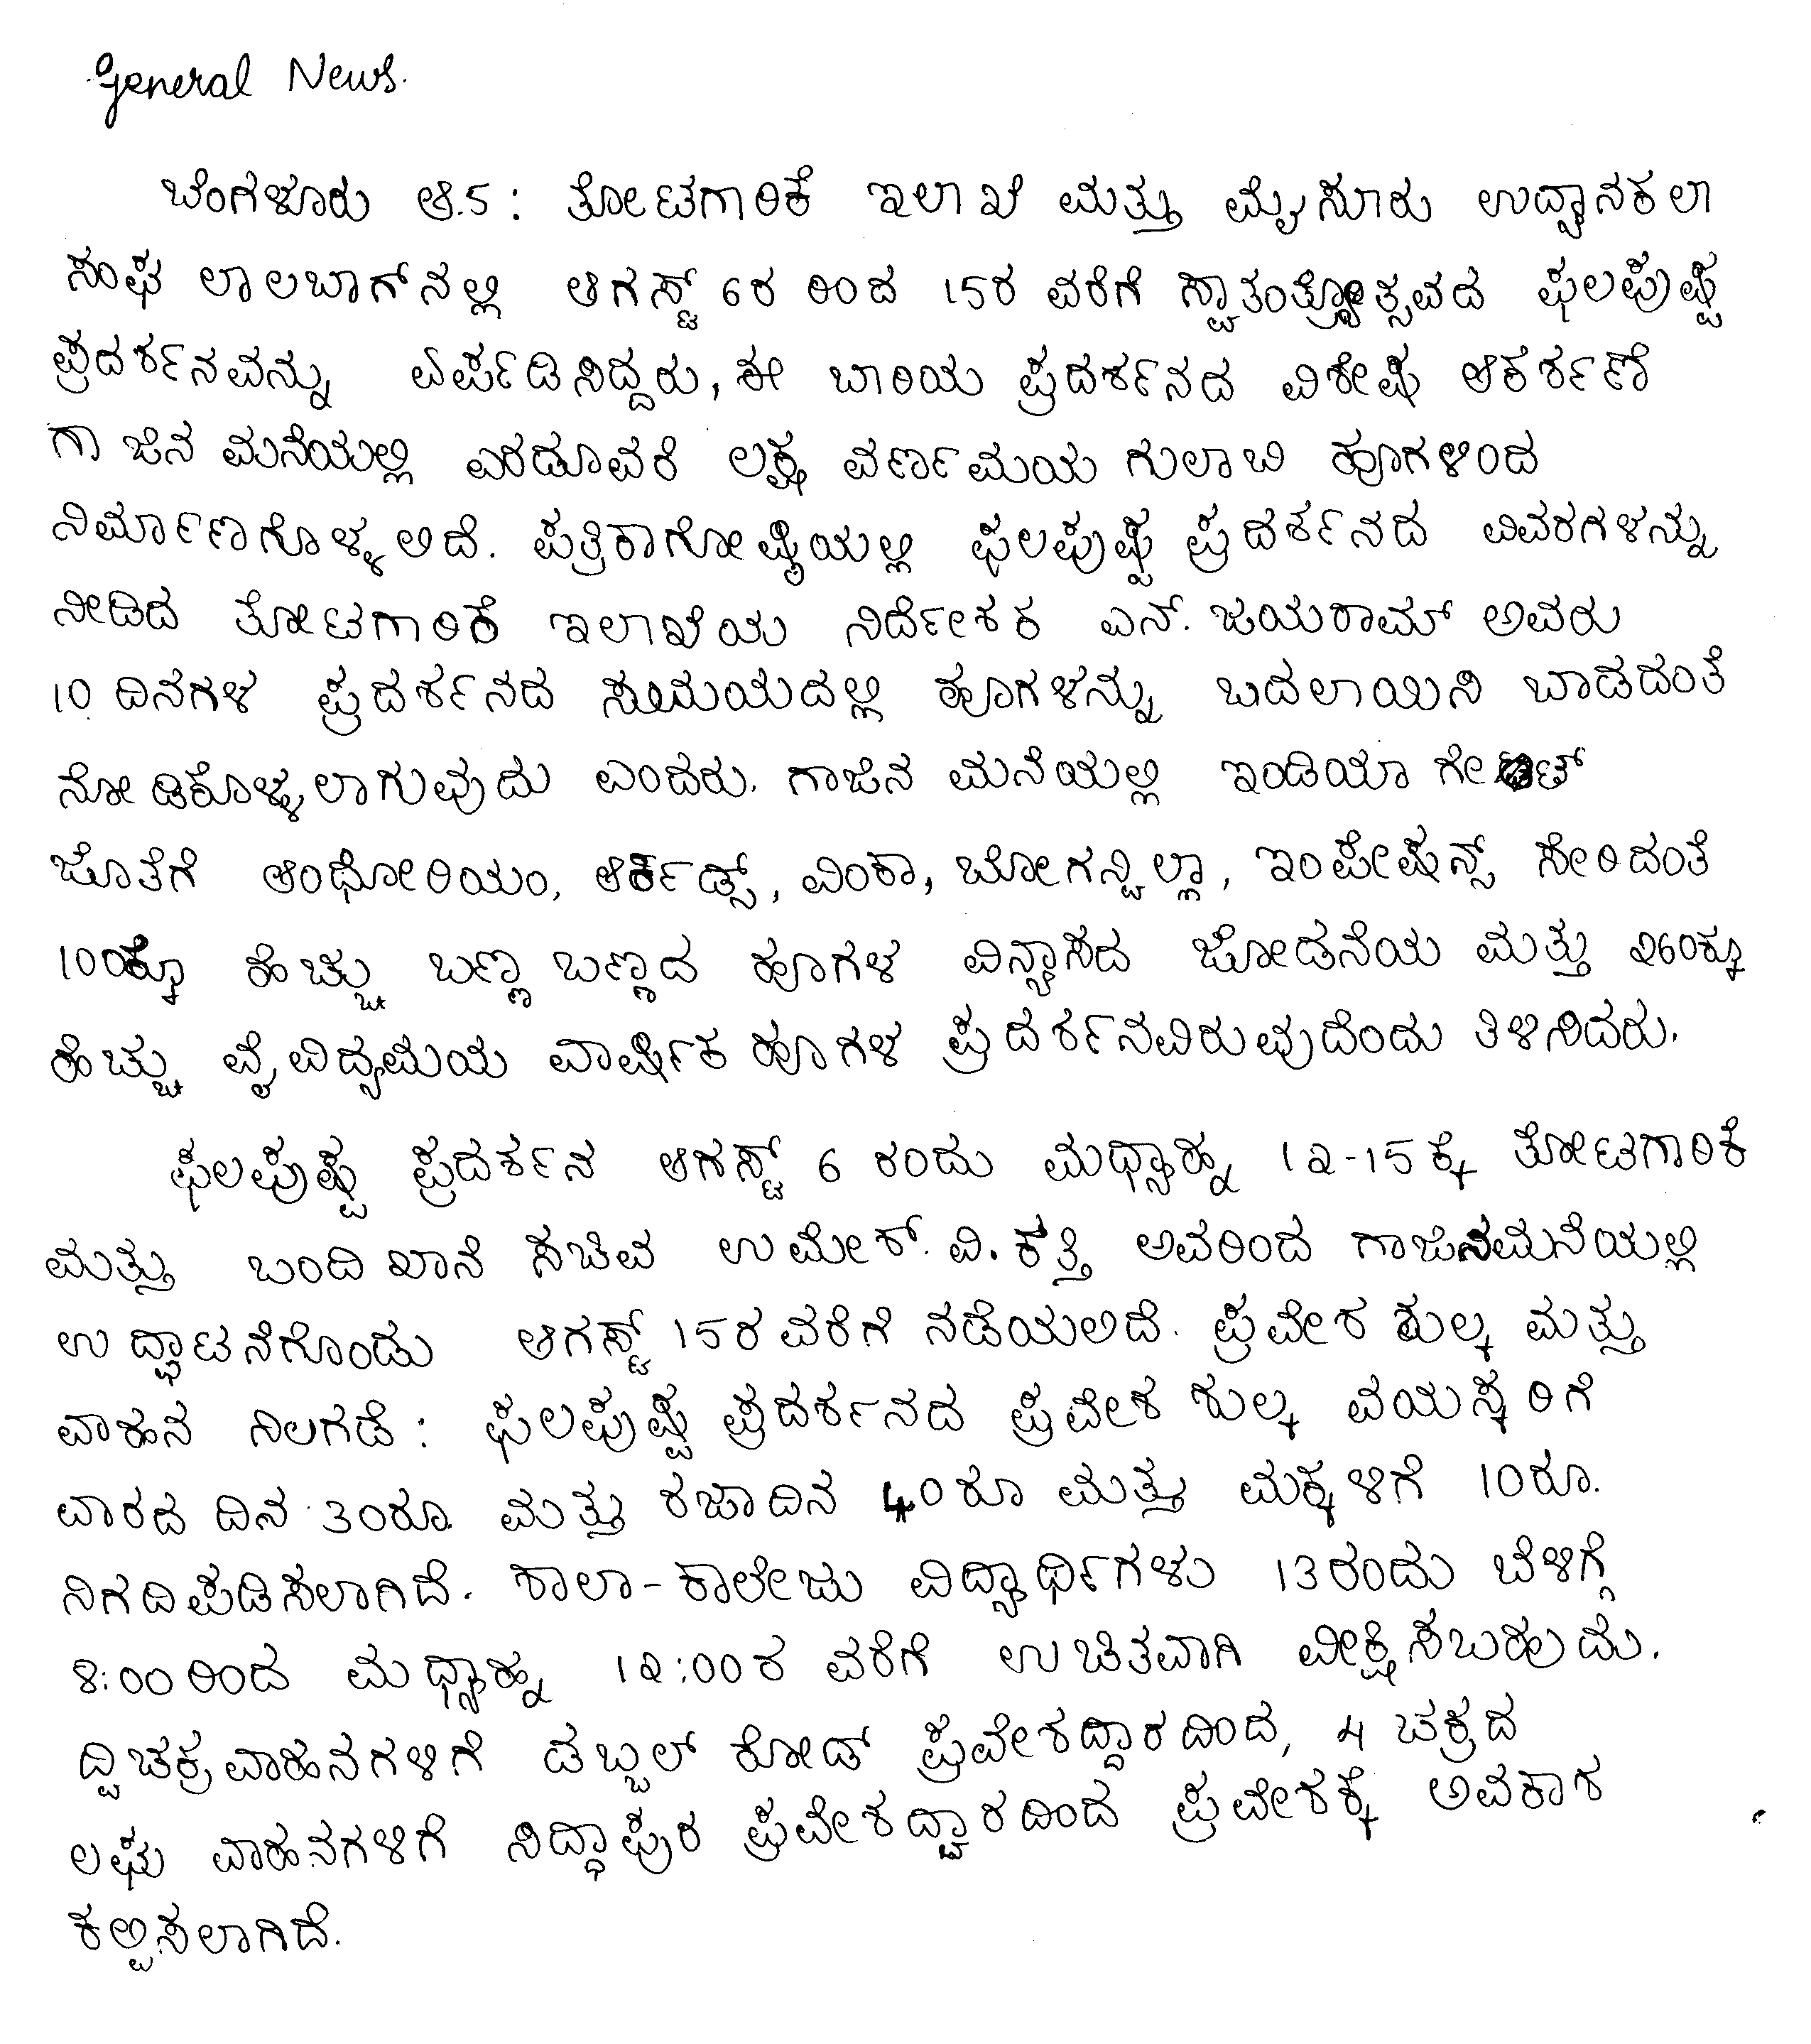 General News.
ಬೆಂಗಳೂರು ಆ.5: ತೋಟಗಾರಿಕೆ ಇಲಾಖೆ ಮತ್ತು ಮೈಸೂರು ಉದ್ಯಾನಕಲಾ
ಸಂಘ ಲಾಲಬಾಗ್‌ನಲ್ಲಿ ಆಗಸ್ಟ್ 6ರ ರಿಂದ 15ರ ವರೆಗೆ ಸ್ವಾತಂತ್ರ್ಯೋತ್ಸವದ ಫಲಪುಷ್ಪ
ಪ್ರದರ್ಶನವನ್ನು ಏರ್ಪಡಿಸಿದ್ದರು, ಈ ಬಾರಿಯ ಪ್ರದರ್ಶನದ ವಿಶೇಷ ಆಕರ್ಶಣೆ
ಗಾಜಿನ ಮನೆಯಲ್ಲಿ ಎರಡೂವರೆ ಲಕ್ಷ ವರ್ಣಮಯ ಗುಲಾಬಿ ಹೂಗಳಿಂದ
ನಿರ್ಮಾಣಗೊಳ್ಳಲಿದೆ. ಪತ್ರಿಕಾಗೋಷ್ಠಿಯಲ್ಲಿ ಫಲಪುಷ್ಪ ಪ್ರದರ್ಶನದ ವಿವರಗಳನ್ನು
ನೀಡಿದ ತೋಟಗಾರಿಕೆ ಇಲಾಖೆಯ ನಿರ್ದೇಶಕ ಎನ್. ಜಯರಾಮ್ ಅವರು
10 ದಿನಗಳ ಪ್ರದರ್ಶನದ ಸಮಯದಲ್ಲಿ ಹೂಗಳನ್ನು ಬದಲಾಯಿಸಿ ಬಾಡದಂತೆ
ನೋಡಿಕೊಳ್ಳಲಾಗುವುದು ಎಂದರು. ಗಾಜಿನ ಮನೆಯಲ್ಲಿ ಇಂಡಿಯಾ ಗೇಟ್
ಜೊತೆಗೆ ಆಂಥೋರಿಯಂ, ಆರ್ಕಿಡ್ಸ್, ವಿಂಕಾ, ಬೋಗನ್ವಿಲ್ಲಾ, ಇಂಪೇಷನ್ಸ್ ಸೇರಿದಂತೆ
100ಕ್ಕೂ ಹೆಚ್ಚು ಬಣ್ಣ ಬಣ್ಣದ ಹೂಗಳ ವಿನ್ಯಾಸದ ಜೋಡನೆಯ ಮತ್ತು 260ಕ್ಕೂ
ಹೆಚ್ಚು ವೈವಿದ್ಯಮಯ ವಾರ್ಷಿಕ ಹೂಗಳ ಪ್ರದರ್ಶನವಿರುವುದೆಂದು ತಿಳಿಸಿದರು.
ಫಲಪುಷ್ಪ ಪ್ರದರ್ಶನ ಆಗಸ್ಟ್ 6 ರಂದು ಮಧ್ಯಾಹ್ನ 12-15ಕ್ಕೆ ತೋಟಗಾರಿಕೆ
ಮತ್ತು ಬಂದಿಖಾನೆ ಸಚಿವ ಉಮೇಶ್. ವಿ. ಕತ್ತಿ ಅವರಿಂದ ಗಾಜಿನಮನೆಯಲ್ಲಿ
ಉದ್ಘಾಟನೆಗೊಂಡು ಆಗಸ್ಟ್ 15ರ ವರೆಗೆ ನಡೆಯಲಿದೆ. ಪ್ರವೇಶ ಶುಲ್ಕ ಮತ್ತು
ವಾಹನ ನಿಲಗಡೆ: ಫಲಪುಷ್ಪ ಪ್ರದರ್ಶನದ ಪ್ರವೇಶ ಶುಲ್ಕ ವಯಸ್ಕರಿಗೆ
ವಾರದ ದಿನ 30ರೂ. ಮತ್ತು ರಜಾದಿನ 40ರೂ ಮತ್ತು ಮಕ್ಕಳಿಗೆ 10ರೂ.
ನಿಗದಿಪಡಿಸಲಾಗಿದೆ. ಶಾಲಾ-ಕಾಲೇಜು ವಿದ್ಯಾರ್ಥಿಗಳು 13ರಂದು ಬೆಳಿಗ್ಗೆ
8:00ರಿಂದ ಮಧ್ಯಾಹ್ನ 12:00ರ ವರೆಗೆ ಉಚಿತವಾಗಿ ವೀಕ್ಷಿಸಬಹುದು.
ದ್ವಿಚಕ್ರವಾಹನಗಳಿಗೆ ಡಬ್ಬಲ್ ರೋಡ್ ಪ್ರವೇಶದ್ವಾರದಿಂದ, 4 ಚಕ್ರದ
ಲಘು ವಾಹನಗಳಿಗೆ ಸಿದ್ಧಾಪುರ ಪ್ರವೇಶದ್ವಾರದಿಂದ ಪ್ರವೇಶಕ್ಕೆ ಅವಕಾಶ
ಕಲ್ಪಿಸಲಾಗಿದೆ.